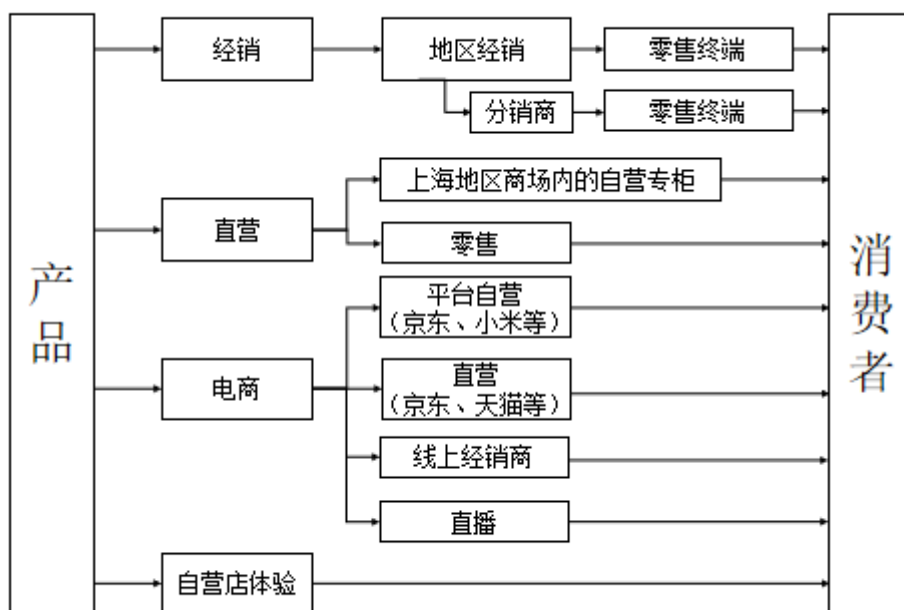 产品
经销
地区经销
零售终端
分销商
零售终端
直营
上海地区商场内的自营专柜
零售
电商
平台自营
（京东、小米等）
直营
（京东、天猫等）
线上经销商
直播
自营店体验
消费者